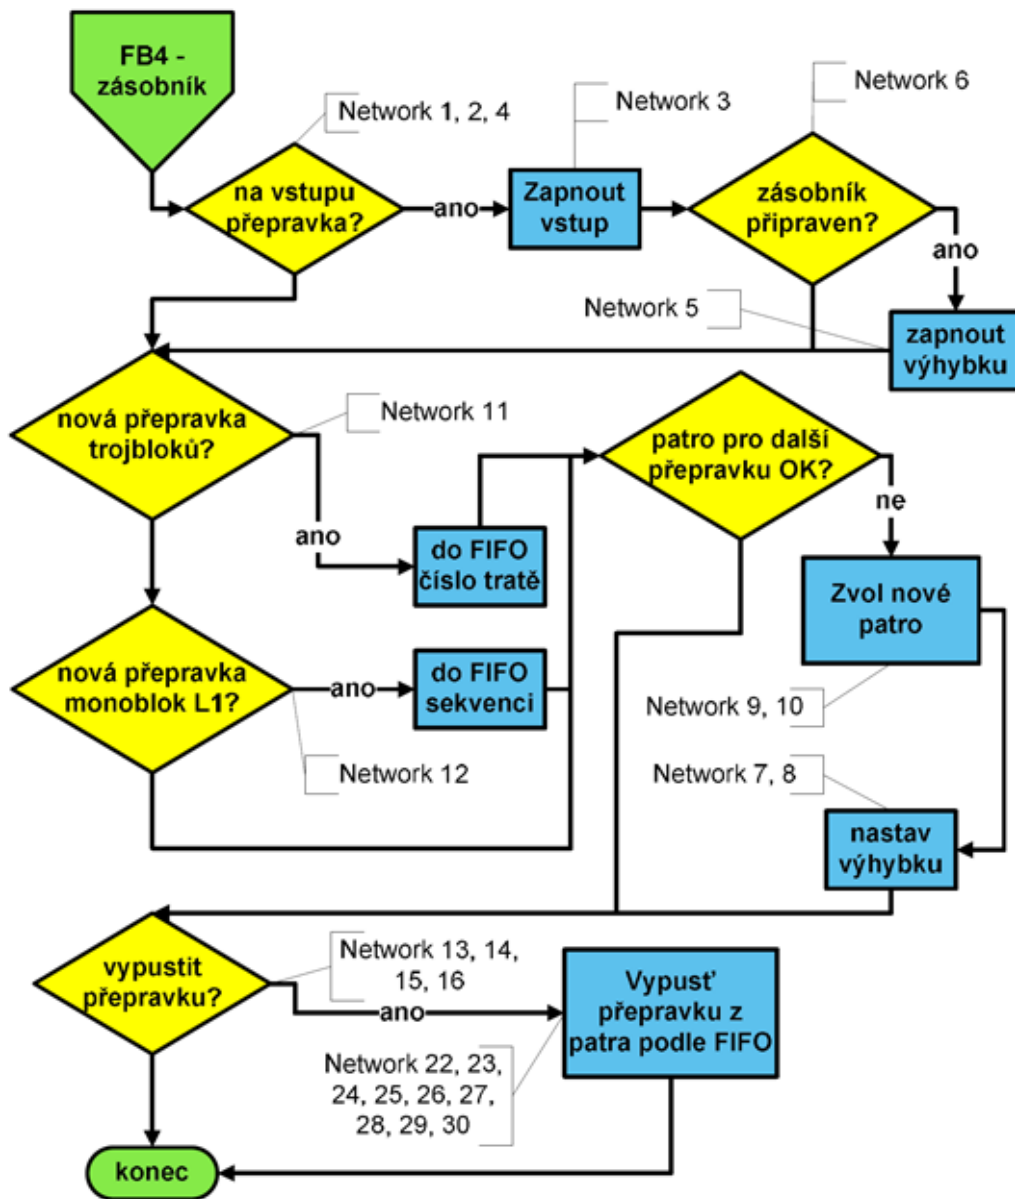 FB4 -
zásobník
Network 1, 2, 4
Network 3
Network 6
na vstupu
přepravka?
ano
Zapnout
vstup
zásobník
připraven?
ano
Network 5
zapnout
výhybku
nová přepravka
trojbloků?
Network 11
patro pro další
přepravku OK?
ne
ano
do FIFO
číslo tratě
Zvol nové
patro
nová přepravka
monoblok L1?
ano
do FIFO
sekvenci
Network 9, 10
Network 12
Network 7, 8
nastav
výhybku
vypustit
přepravku?
Network 13, 14,
15, 16
ano
Vypusť
přepravku z
patra podle FIFO
Network 22, 23,
24, 25, 26, 27,
28, 29, 30
konec